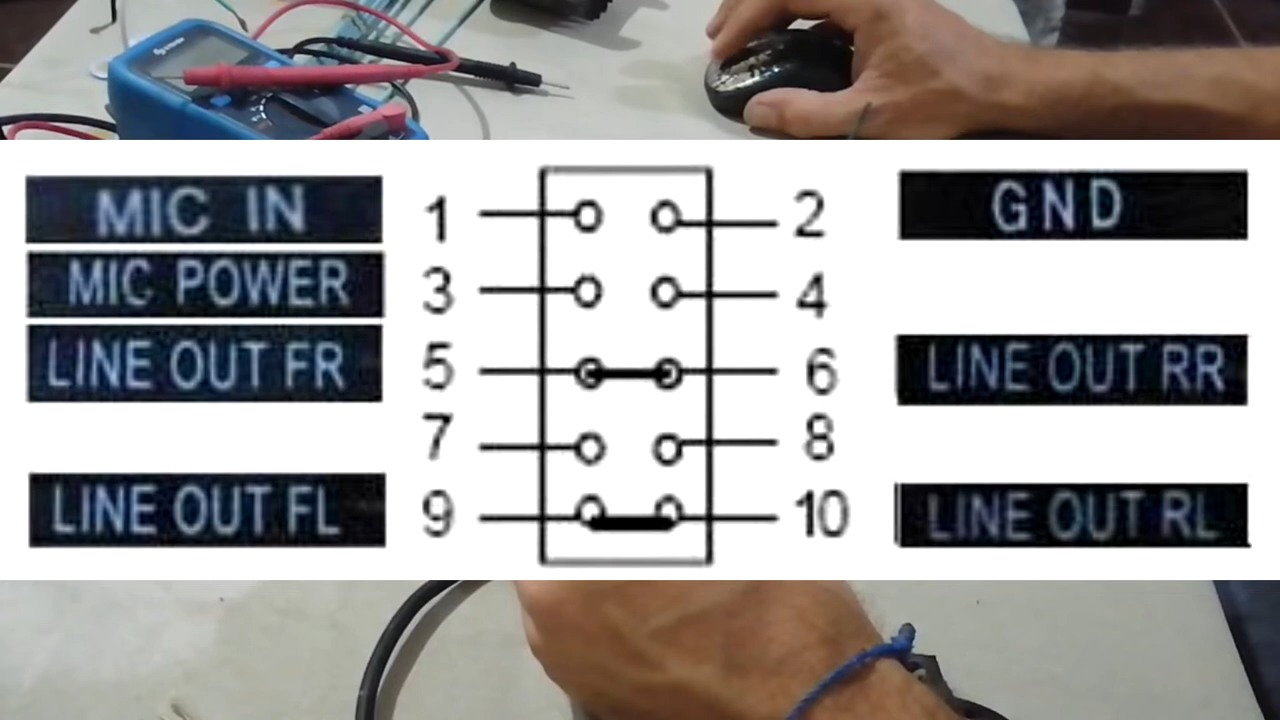 MIC IN 1 2 GND
MIC POWER 3 4
LINE OUT FR 5 6 LINE OUT RR
7 8
LINE OUT FL 9 10 LINE OUT RL